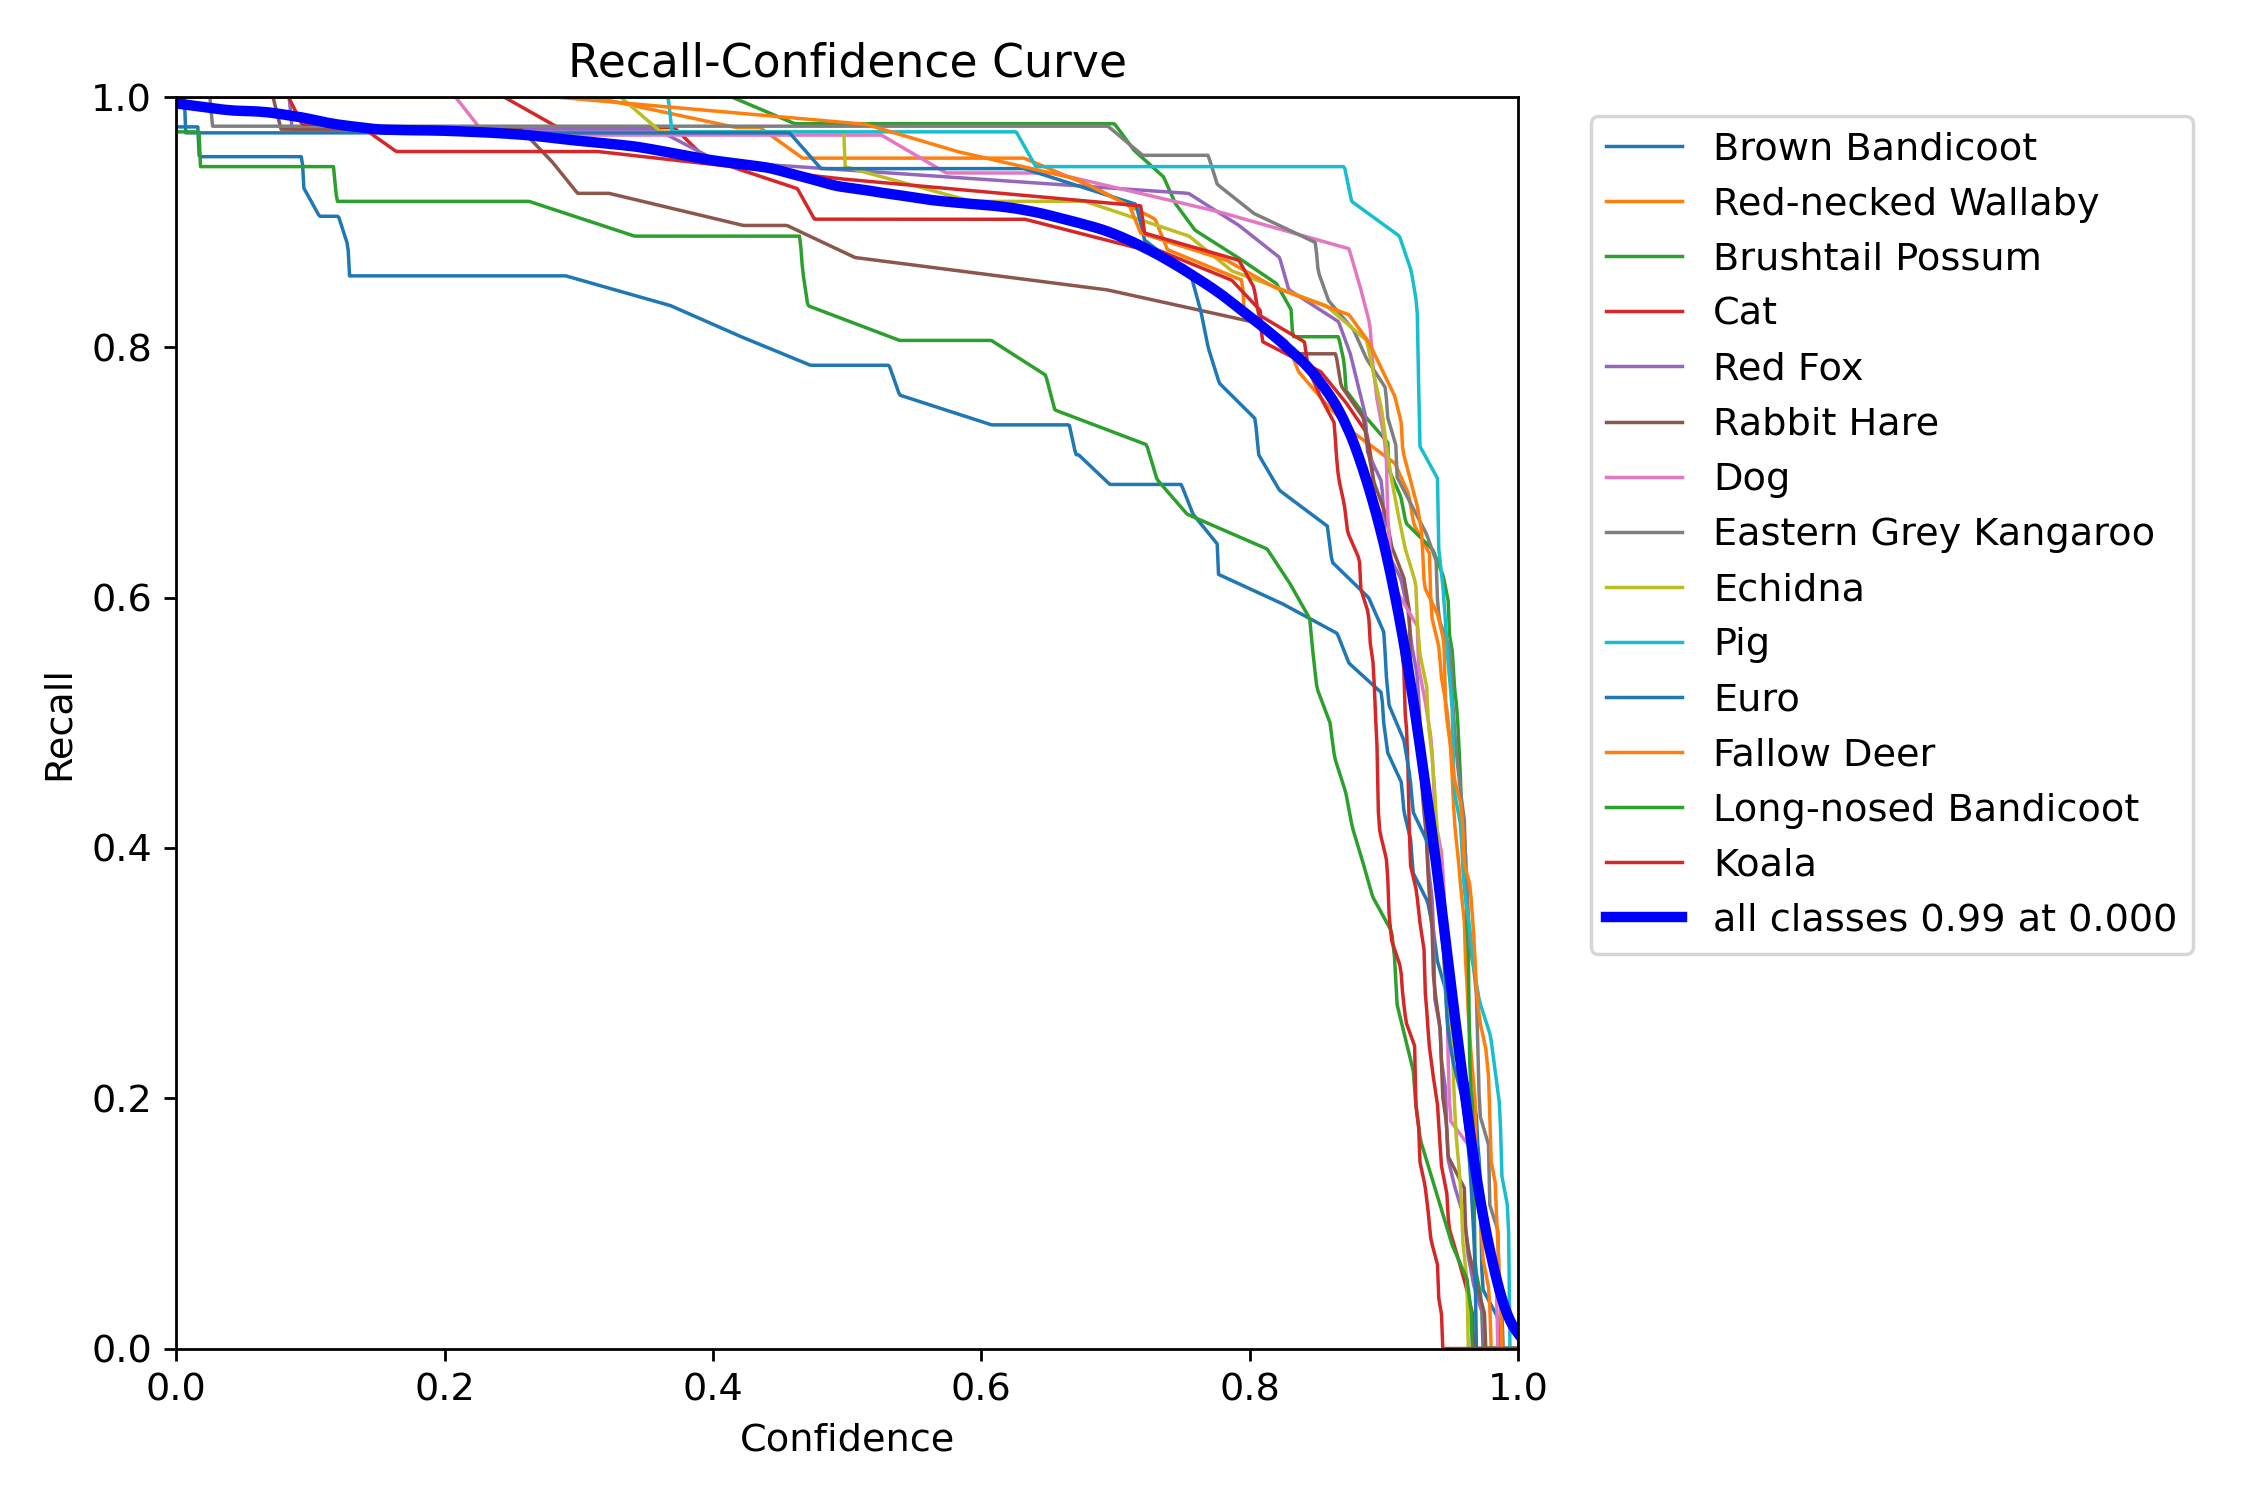 Recall-Confidence Curve
1.0
0.8
0.6
0.4
0.2
0.0
Recall
0.0 0.2 0.4 0.6 0.8 1.0
Confidence
Brown Bandicoot
Red-necked Wallaby
Brushtail Possum
Cat
Red Fox
Rabbit Hare
Dog
Eastern Grey Kangaroo
Echidna
Pig
Euro
Fallow Deer
Long-nosed Bandicoot
Koala
all classes 0.99 at 0.000